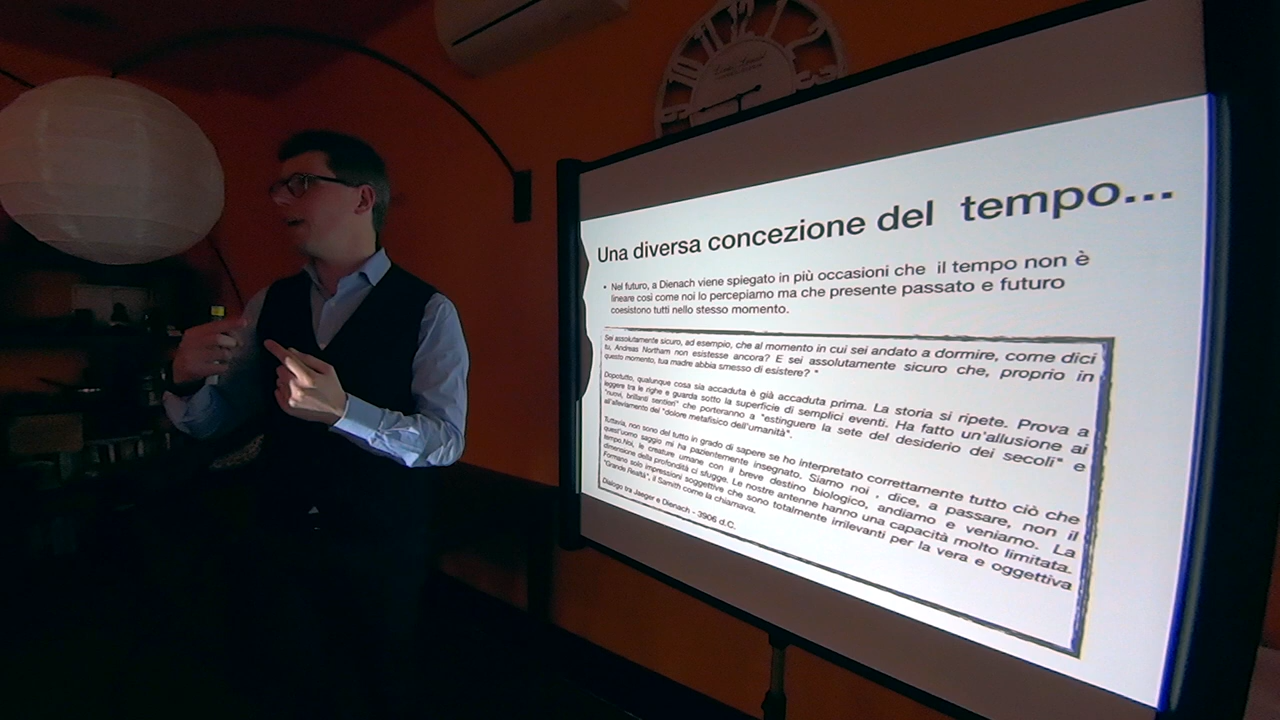 10 11 12
Una diversa concezione del tempo...
• Nel futuro, a Dienach viene spiegato in più occasioni che il tempo non è
lineare così come noi lo percepiamo ma che presente passato e futuro
coesistono tutti nello stesso momento.
Sei assolutamente sicuro, ad esempio, che al momento in cui sei andato a dormire, come dici
tu, Andreas Northam non esistesse ancora? E sei assolutamente sicuro che, proprio in
questo momento, tua madre abbia smesso di esistere? "
Dopotutto, qualunque cosa sia accaduta è già accaduta prima. La storia si ripete. Prova a
leggere tra le righe e guarda sotto la superficie di semplici eventi. Ha fatto un'allusione ai
"nuovi, brillanti sentieri" che porteranno a "estinguere la sete del desiderio dei secoli" e
all'alleviamento del "dolore metafisico dell'umanità".
Tuttavia, non sono del tutto in grado di sapere se ho interpretato correttamente tutto ciò che
quest'uomo saggio mi ha pazientemente insegnato. Siamo noi , dice, a passare, non il
tempo.Noi, le creature umane con il breve destino biologico, andiamo e veniamo. La
dimensione della profondità ci sfugge. Le nostre antenne hanno una capacità molto limitata.
Formano solo impressioni soggettive che sono totalmente irrilevanti per la vera e oggettiva
"Grande Realtà", il Samith come la chiamava.
Dialogo tra Jaeger e Dienach - 3906 d.C.